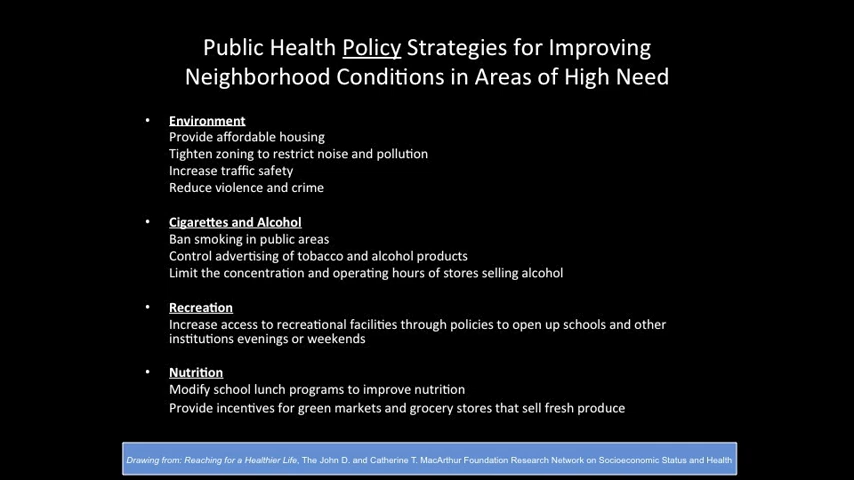 Public Health Policy Strategies for Improving
Neighborhood Conditions in Areas of High Need
• Environment
Provide affordable housing
Tighten zoning to restrict noise and pollution
Increase traffic safety
Reduce violence and crime
• Cigarettes and Alcohol
Ban smoking in public areas
Control advertising of tobacco and alcohol products
Limit the concentration and operating hours of stores selling alcohol
• Recreation
Increase access to recreational facilities through policies to open up schools and other
institutions evenings or weekends
• Nutrition
Modify school lunch programs to improve nutrition
Provide incentives for green markets and grocery stores that sell fresh produce
Drawing from: Reaching for a Healthier Life, The John D. and Catherine T. MacArthur Foundation Research Network on Socioeconomic Status and Health